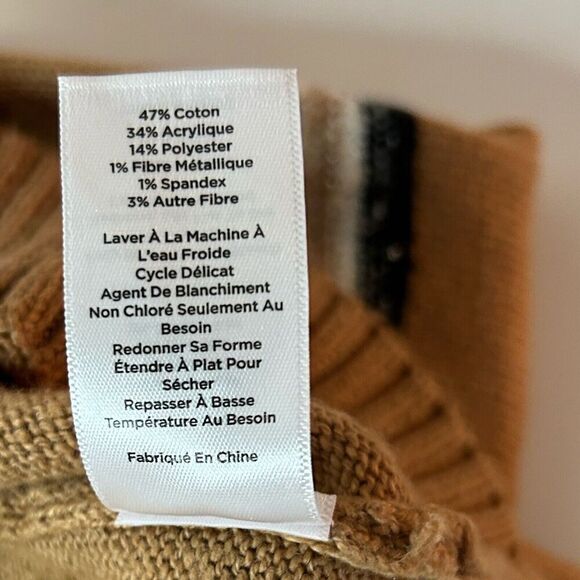 47% Coton
34% Acrylique
14% Polyester
1% Fibre Métallique
1% Spandex
3% Autre Fibre
Laver À La Machine À
L'eau Froide
Cycle Délicat
Agent De Blanchiment
Non Chloré Seulement Au
Besoin
Redonner Sa Forme
Étendre À Plat Pour
Sécher
Repasser À Basse
Température Au Besoin
Fabriqué En Chine